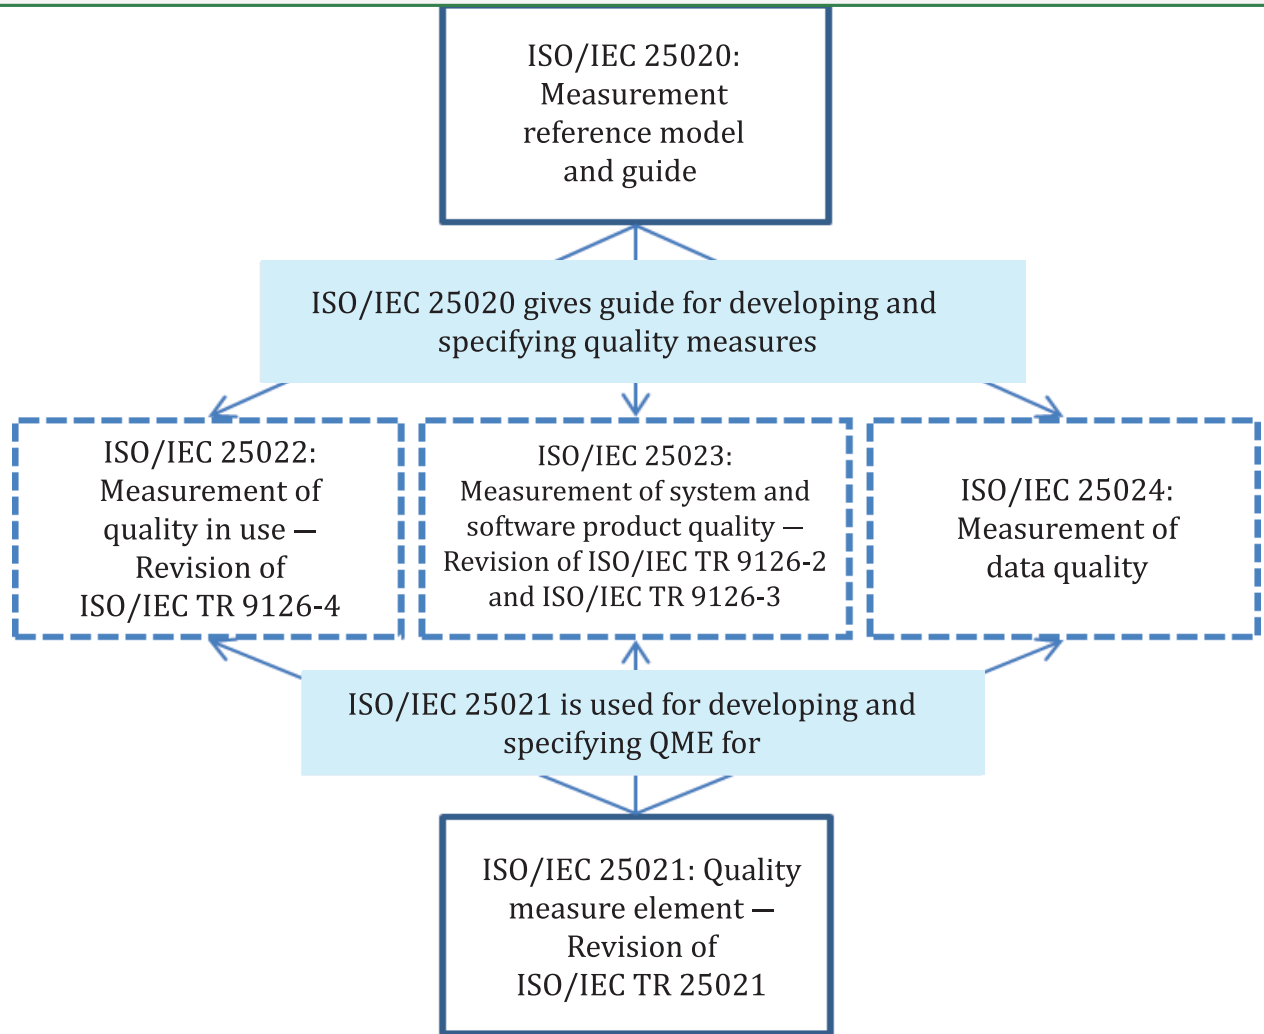 ISO/IEC 25020:
Measurement
reference model
and guide
ISO/IEC 25020 gives guide for developing and
specifying quality measures
ISO/IEC 25022:
Measurement of
quality in use —
Revision of
ISO/IEC TR 9126-4
ISO/IEC 25023:
Measurement of system and
software product quality —
Revision of ISO/IEC TR 9126-2
and ISO/IEC TR 9126-3
ISO/IEC 25024:
Measurement of
data quality
ISO/IEC 25021 is used for developing and
specifying QME for
ISO/IEC 25021: Quality
measure element —
Revision of
ISO/IEC TR 25021